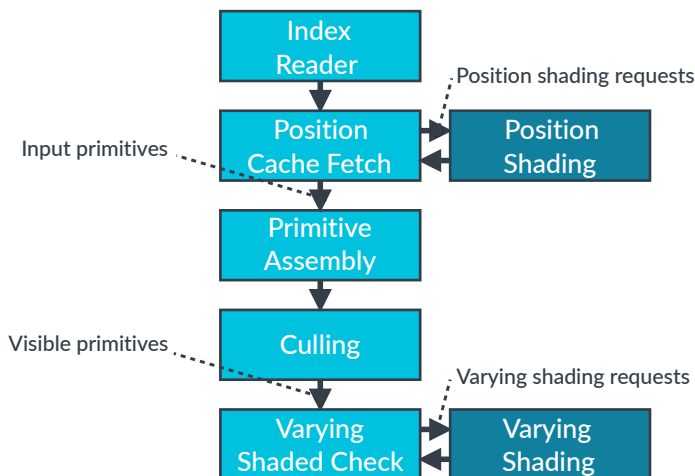 Index
Reader
Position shading requests
Position
Cache Fetch
Position
Shading
Input primitives
Primitive
Assembly
Visible primitives
Culling
Varying shading requests
Varying
Shaded Check
Varying
Shading